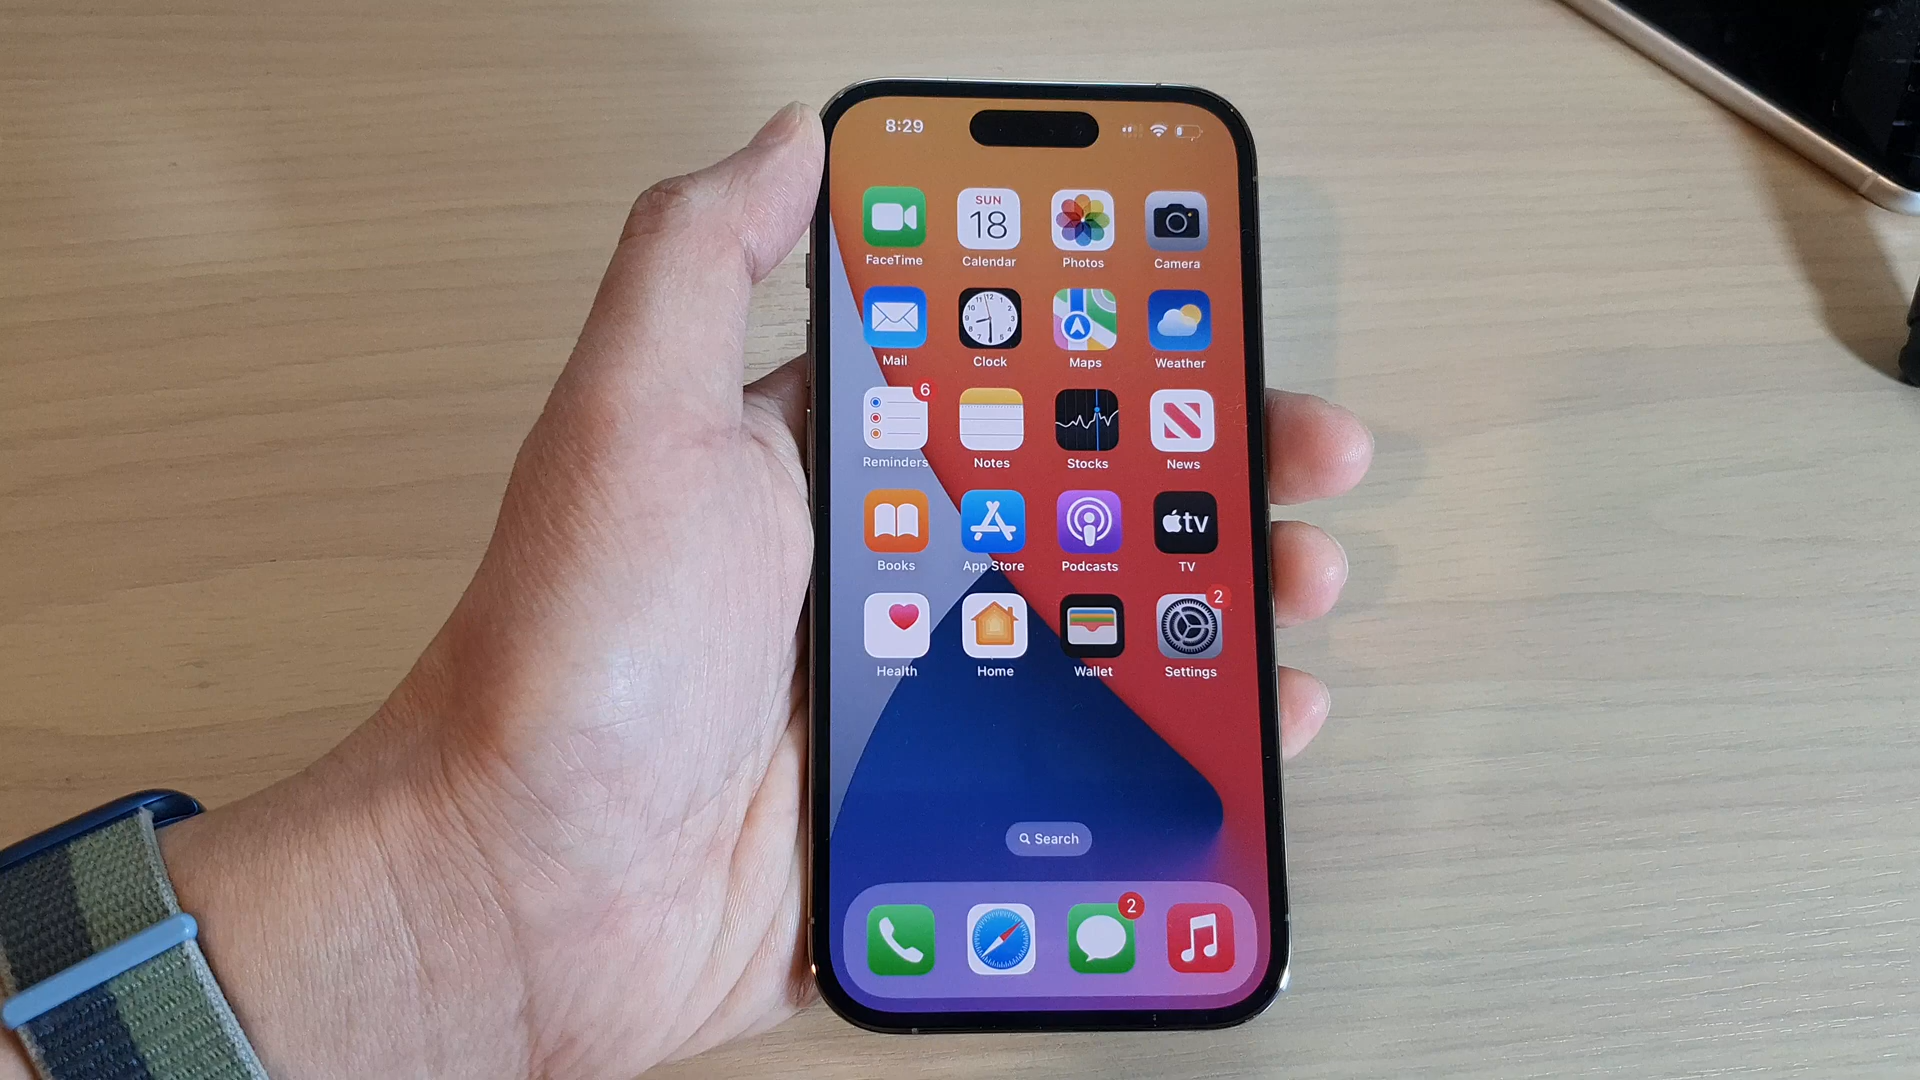 8:29
SUN
18
FaceTime Calendar Photos Camera
Mail Clock Maps Weather
6
Reminders Notes Stocks News
tv
Books App Store Podcasts TV
2
Health Home Wallet Settings
Search
2